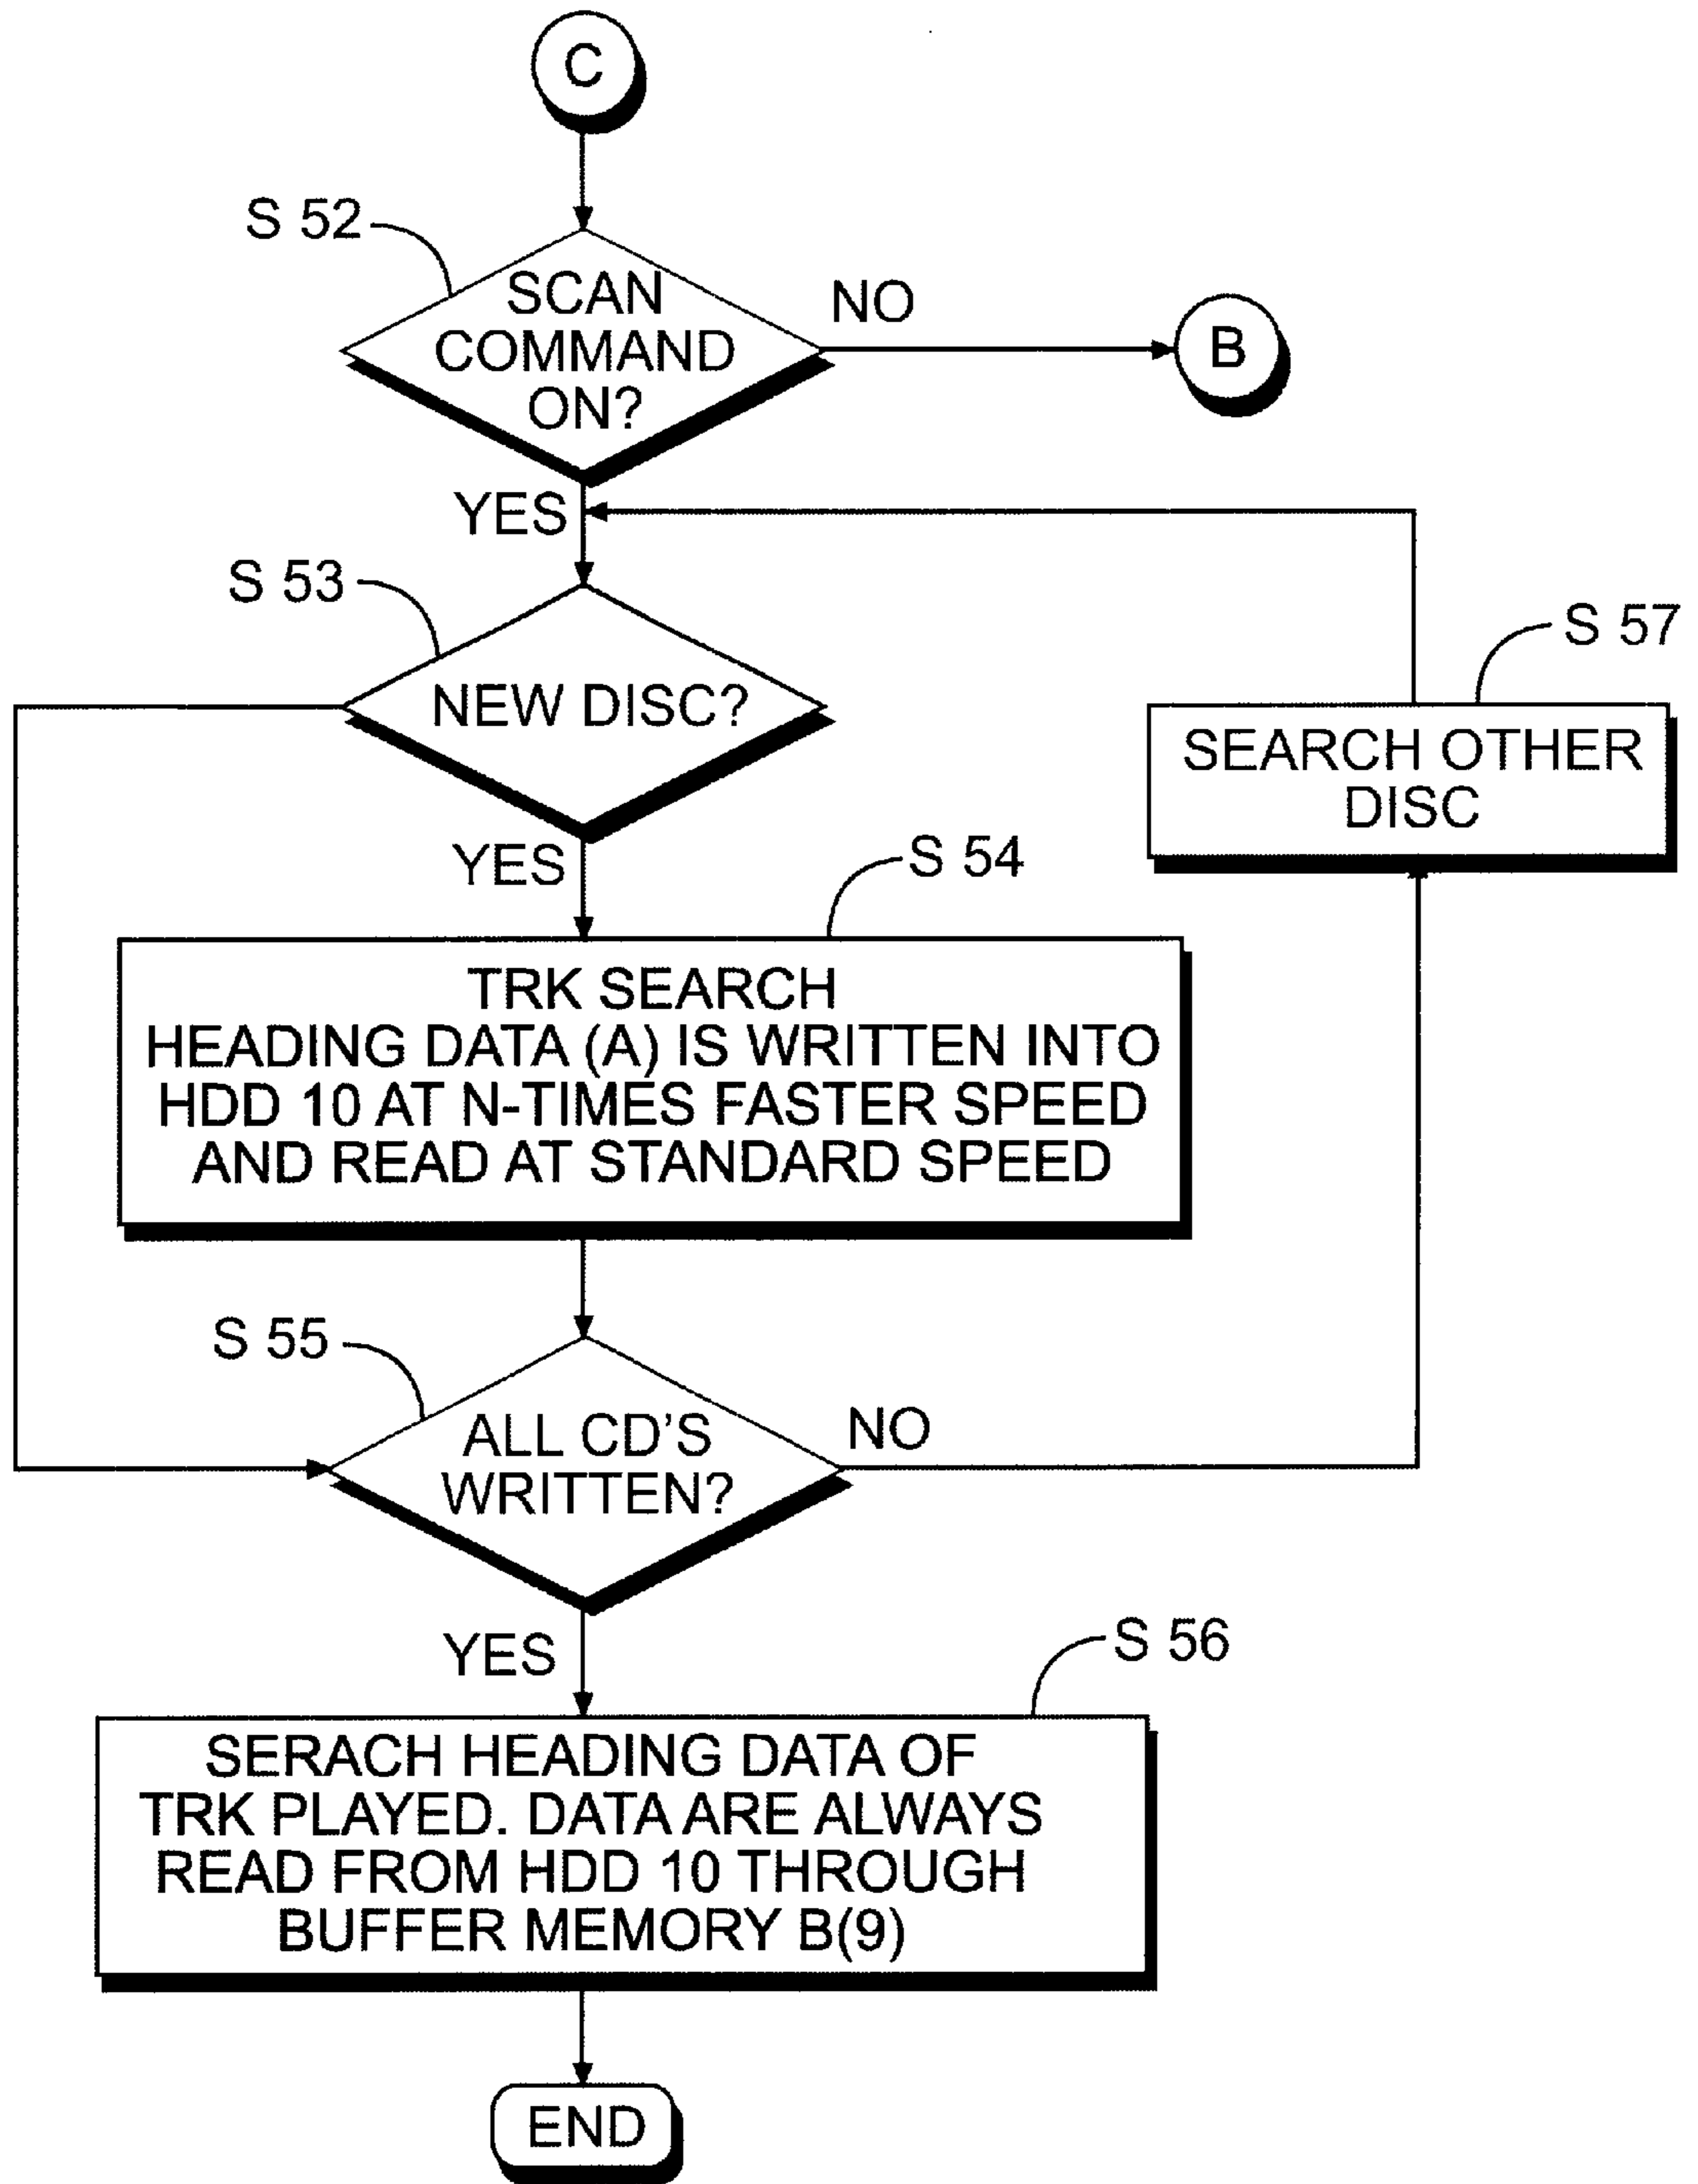 C
S 52
SCAN
COMMAND
ON?
NO
B
YES
S 53
NEW DISC?
S 57
SEARCH OTHER
DISC
YES
S 54
TRK SEARCH
HEADING DATA (A) IS WRITTEN INTO
HDD 10 AT N-TIMES FASTER SPEED
AND READ AT STANDARD SPEED
S 55
ALL CD'S
WRITTEN?
NO
YES
S 56
SERACH HEADING DATA OF
TRK PLAYED. DATA ARE ALWAYS
READ FROM HDD 10 THROUGH
BUFFER MEMORY B(9)
END